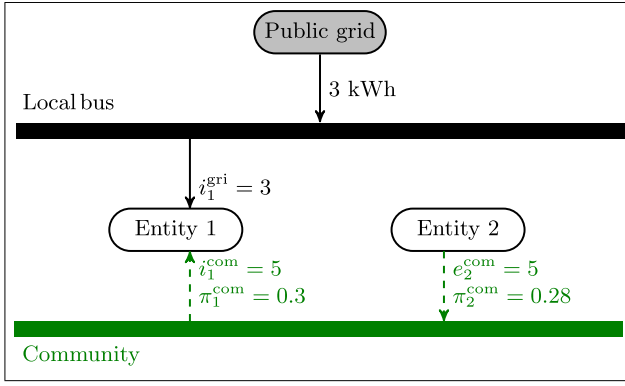 Public grid
3 kWh
Local bus
i₁^gri = 3
Entity 1
Entity 2
i₁^com = 5
π₁^com = 0.3
e₂^com = 5
π₂^com = 0.28
Community